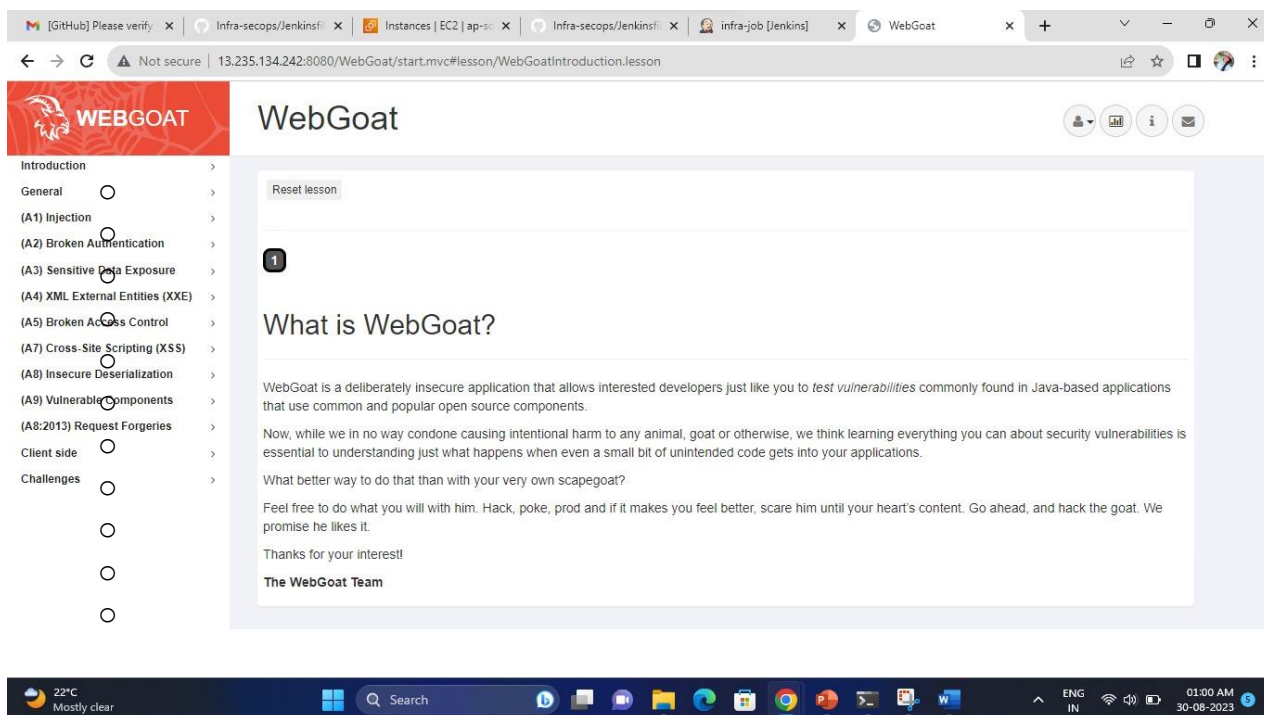 [GitHub] Please verify
Infra-secops/Jenkinsfi
Instances | EC2 | ap-so
Infra-secops/Jenkinsfi
infra-job [Jenkins]
WebGoat
Not secure | 13.235.134.242:8080/WebGoat/start.mvc#lesson/WebGoatIntroduction.lesson
WEBGOAT
WebGoat
Introduction
General
(A1) Injection
(A2) Broken Authentication
(A3) Sensitive Data Exposure
(A4) XML External Entities (XXE)
(A5) Broken Access Control
(A7) Cross-Site Scripting (XSS)
(A8) Insecure Deserialization
(A9) Vulnerable Components
(A8:2013) Request Forgeries
Client side
Challenges
Reset lesson
1
What is WebGoat?
WebGoat is a deliberately insecure application that allows interested developers just like you to test vulnerabilities commonly found in Java-based applications
that use common and popular open source components.
Now, while we in no way condone causing intentional harm to any animal, goat or otherwise, we think learning everything you can about security vulnerabilities is
essential to understanding just what happens when even a small bit of unintended code gets into your applications.
What better way to do that than with your very own scapegoat?
Feel free to do what you will with him. Hack, poke, prod and if it makes you feel better, scare him until your heart's content. Go ahead, and hack the goat. We
promise he likes it.
Thanks for your interest!
The WebGoat Team
22°C
Mostly clear
Search
ENG
IN
01:00 AM
30-08-2023
5